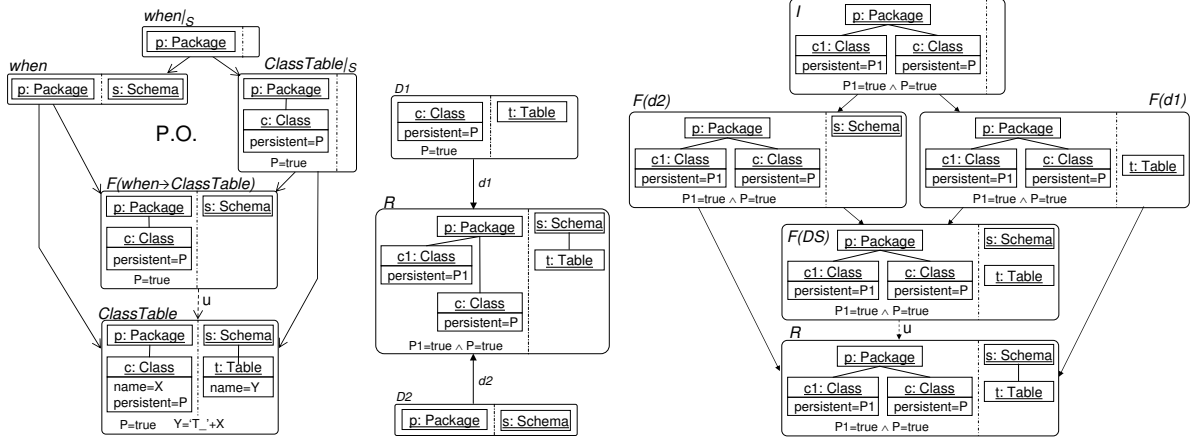 when|S
p: Package
when
p: Package
s: Schema
ClassTable|S
p: Package
c: Class
persistent=P
P=true
P.O.
F(when→ClassTable)
p: Package
s: Schema
c: Class
persistent=P
P=true
u
ClassTable
p: Package
s: Schema
c: Class
t: Table
name=X
name=Y
persistent=P
P=true
Y='T_'+X
D1
c: Class
t: Table
persistent=P
P=true
d1
R
p: Package
s: Schema
c1: Class
t: Table
persistent=P1
c: Class
persistent=P
P1=true ∧ P=true
d2
D2
p: Package
s: Schema
I
p: Package
c1: Class
c: Class
persistent=P1
persistent=P
P1=true ∧ P=true
F(d2)
p: Package
s: Schema
c1: Class
c: Class
persistent=P1
persistent=P
P1=true ∧ P=true
F(d1)
p: Package
c1: Class
c: Class
t: Table
persistent=P1
persistent=P
P1=true ∧ P=true
F(DS)
p: Package
s: Schema
c1: Class
c: Class
t: Table
persistent=P1
persistent=P
P1=true ∧ P=true
u
R
p: Package
s: Schema
c1: Class
c: Class
t: Table
persistent=P1
persistent=P
P1=true ∧ P=true